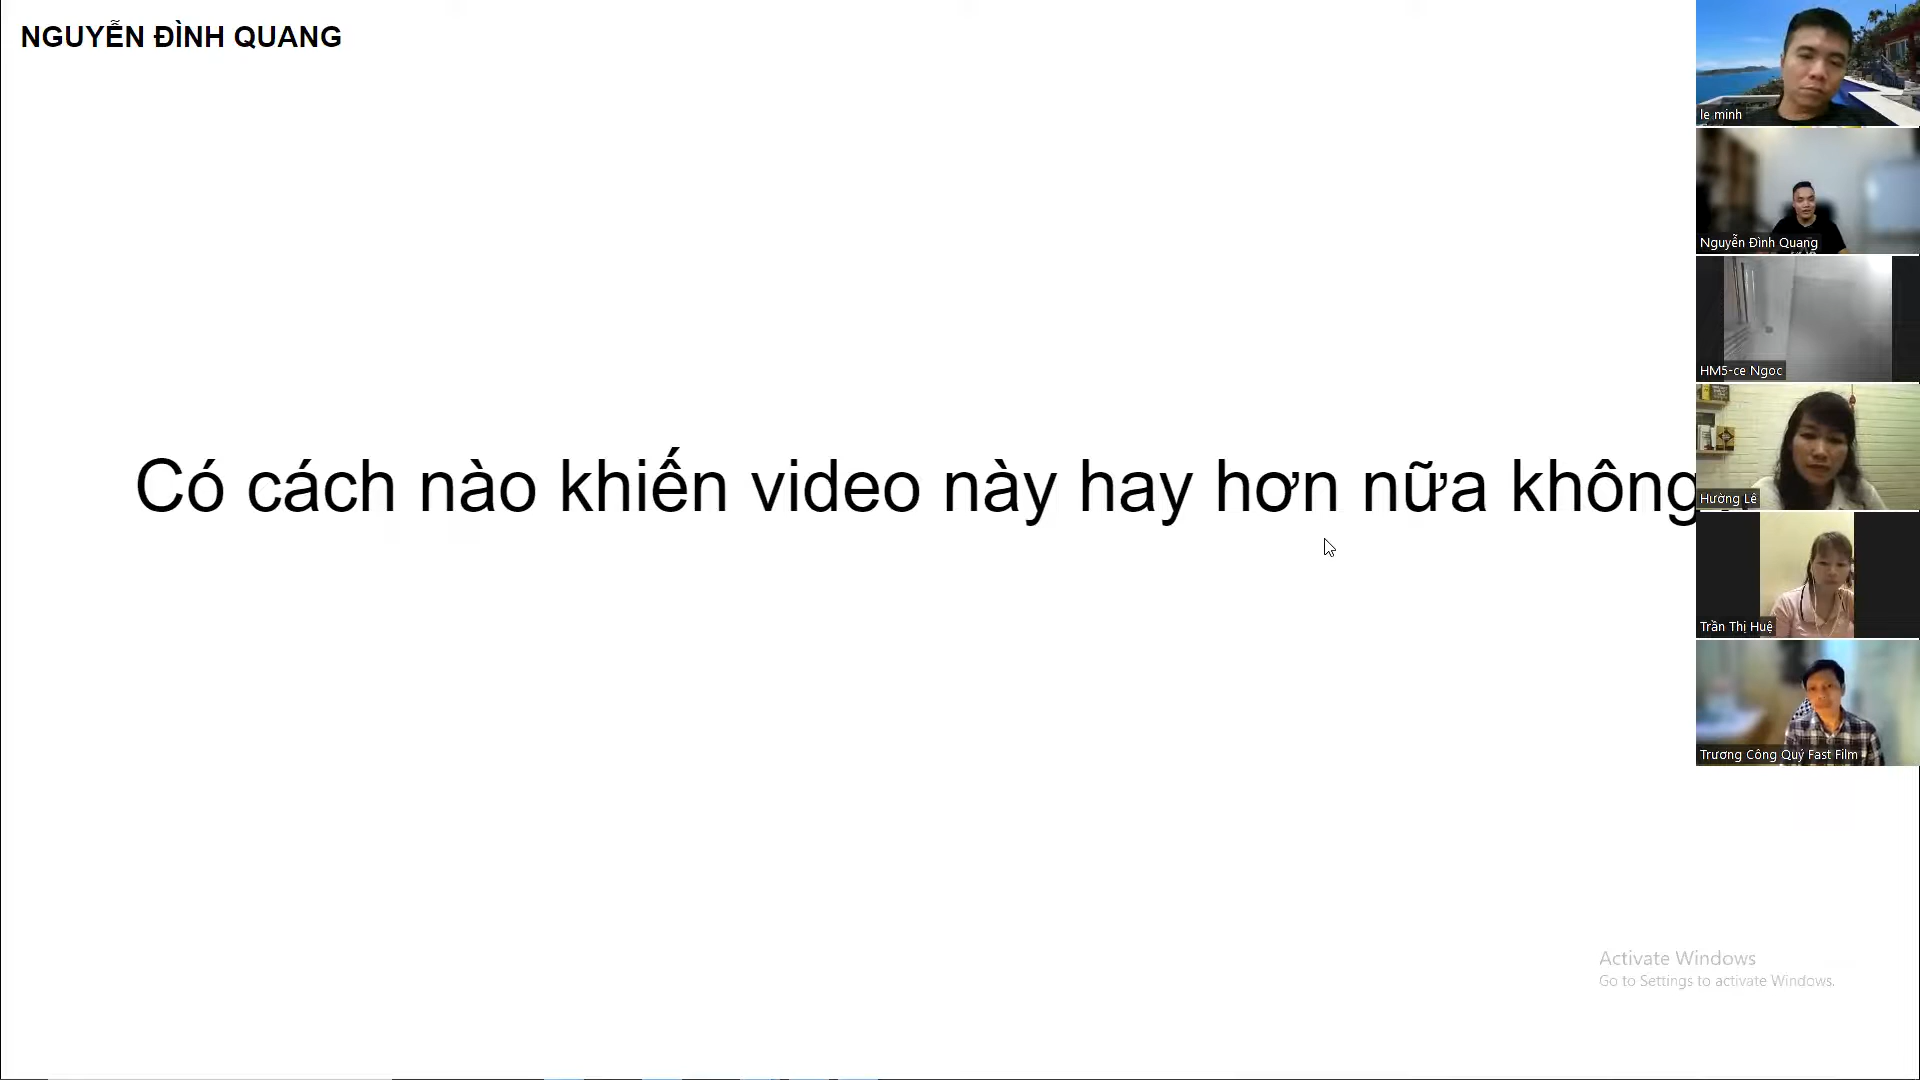 NGUYỄN ĐÌNH QUANG
Có cách nào khiến video này hay hơn nữa không
le minh
Nguyễn Đình Quang
HM5-ce Ngoc
Hường Lê
Trần Thị Huệ
Trương Công Quý Fast Film
Activate Windows
Go to Settings to activate Windows.